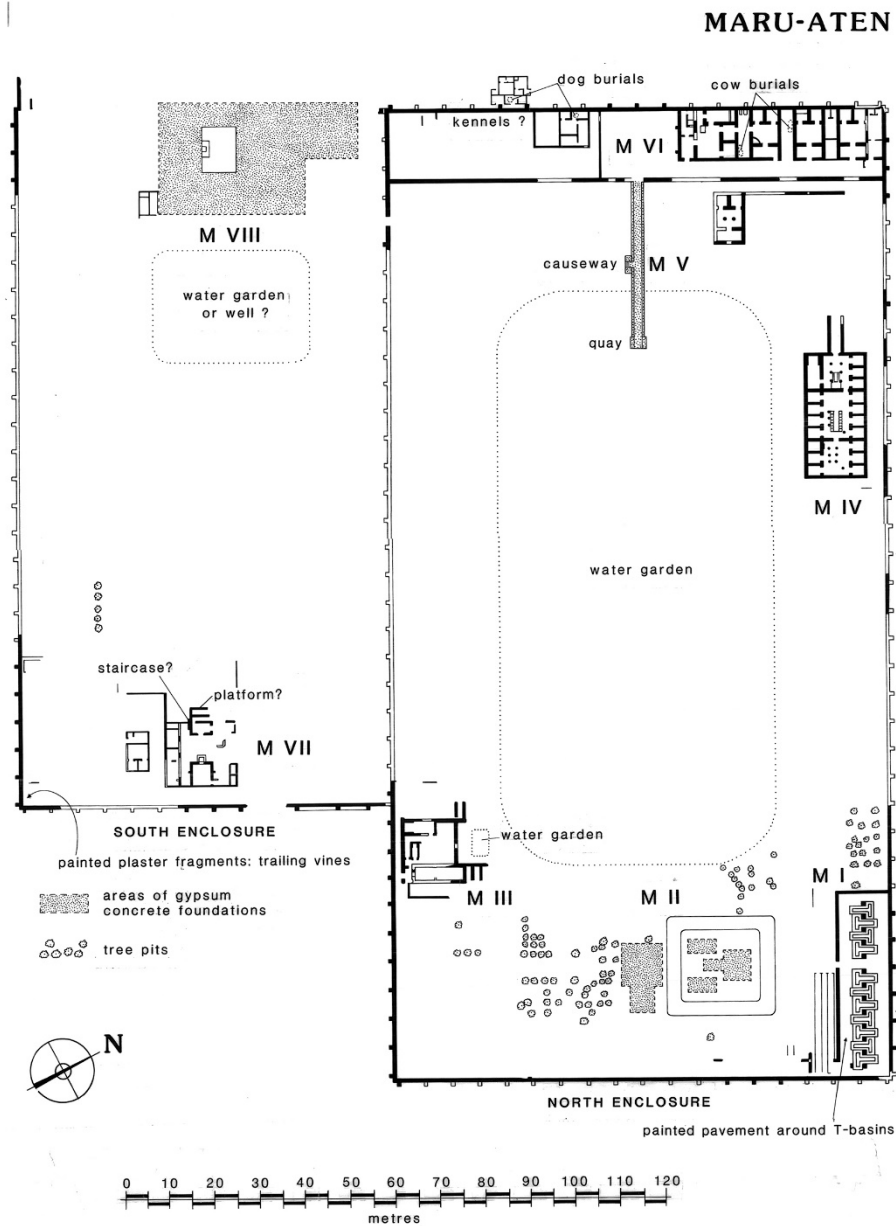 MARU-ATEN
dog burials
cow burials
kennels ?
M VI
M VIII
causeway
M V
water garden
or well ?
quay
M IV
water garden
staircase?
platform?
M VII
SOUTH ENCLOSURE
water garden
painted plaster fragments: trailing vines
M I
M III
M II
areas of gypsum
concrete foundations
tree pits
N
NORTH ENCLOSURE
painted pavement around T-basins
0 10 20 30 40 50 60 70 80 90 100 110 120
metres